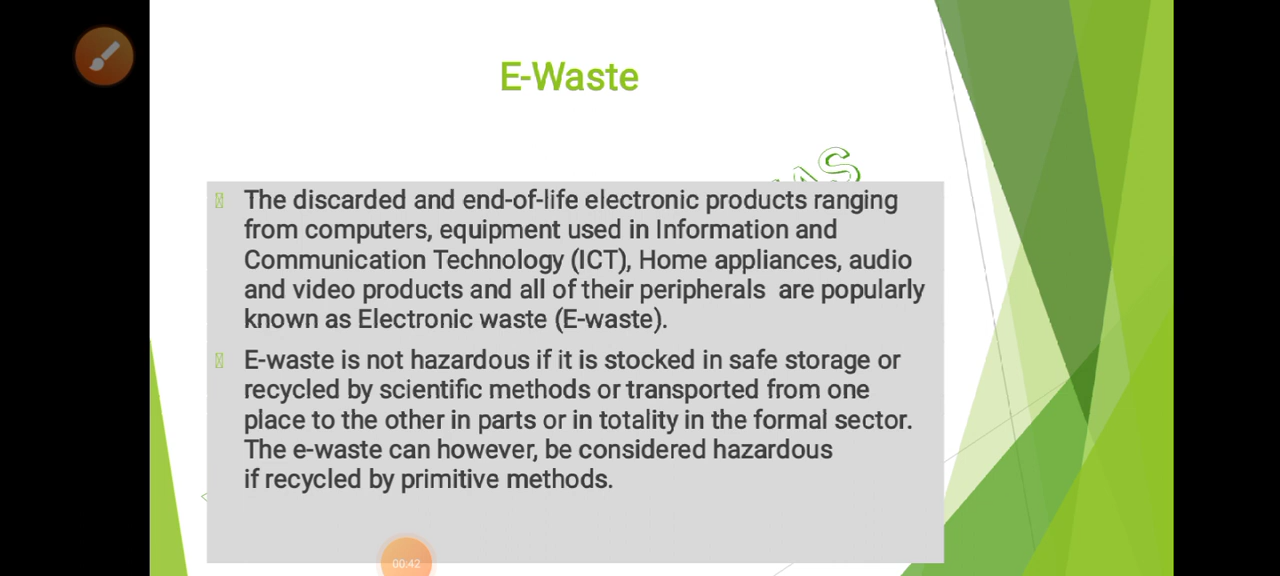 E-Waste
The discarded and end-of-life electronic products ranging
from computers, equipment used in Information and
Communication Technology (ICT), Home appliances, audio
and video products and all of their peripherals are popularly
known as Electronic waste (E-waste).
E-waste is not hazardous if it is stocked in safe storage or
recycled by scientific methods or transported from one
place to the other in parts or in totality in the formal sector.
The e-waste can however, be considered hazardous
if recycled by primitive methods.
00:42